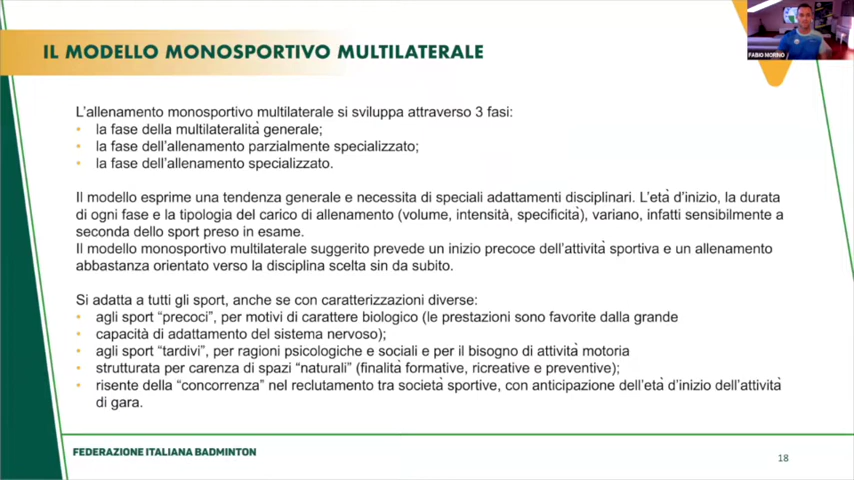 IL MODELLO MONOSPORTIVO MULTILATERALE
FABIO MORINO
L'allenamento monosportivo multilaterale si sviluppa attraverso 3 fasi:
• la fase della multilateralità generale;
• la fase dell'allenamento parzialmente specializzato;
• la fase dell'allenamento specializzato.
Il modello esprime una tendenza generale e necessita di speciali adattamenti disciplinari. L'età d'inizio, la durata
di ogni fase e la tipologia del carico di allenamento (volume, intensità, specificità), variano, infatti sensibilmente a
seconda dello sport preso in esame.
Il modello monosportivo multilaterale suggerito prevede un inizio precoce dell'attività sportiva e un allenamento
abbastanza orientato verso la disciplina scelta sin da subito.
Si adatta a tutti gli sport, anche se con caratterizzazioni diverse:
• agli sport "precoci", per motivi di carattere biologico (le prestazioni sono favorite dalla grande
• capacità di adattamento del sistema nervoso);
• agli sport "tardivi", per ragioni psicologiche e sociali e per il bisogno di attività motoria
• strutturata per carenza di spazi "naturali" (finalità formative, ricreative e preventive);
• risente della "concorrenza" nel reclutamento tra società sportive, con anticipazione dell'età d'inizio dell'attività
di gara.
FEDERAZIONE ITALIANA BADMINTON
18